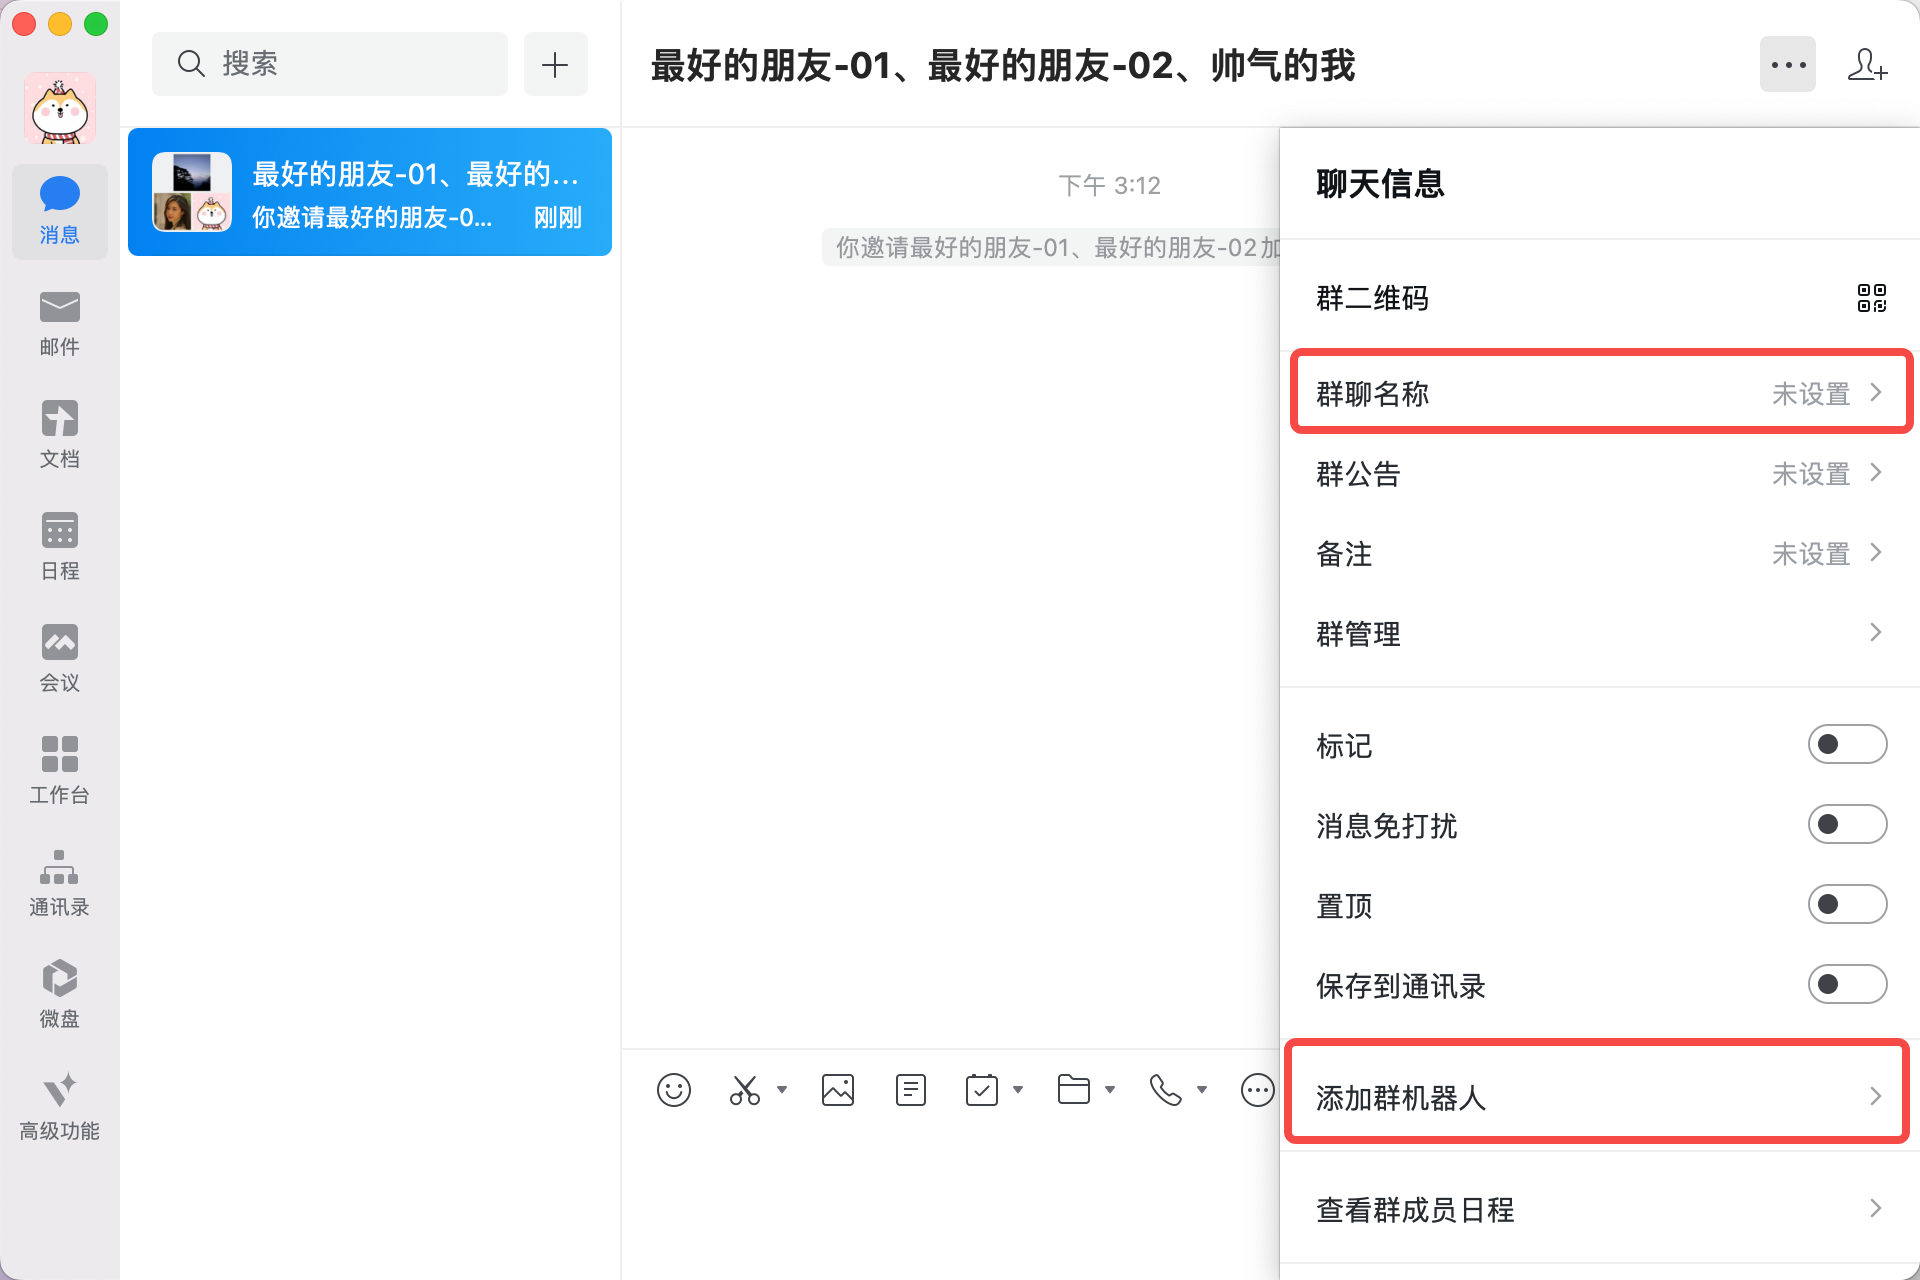 搜索
最好的朋友-01、最好的朋友-02、帅气的我
消息
邮件
文档
日程
会议
工作台
通讯录
微盘
高级功能
最好的朋友-01、最好的...
你邀请最好的朋友-0... 刚刚
下午 3:12
你邀请最好的朋友-01、最好的朋友-02加
聊天信息
群二维码
群聊名称 未设置
群公告 未设置
备注 未设置
群管理
标记
消息免打扰
置顶
保存到通讯录
添加群机器人
查看群成员日程